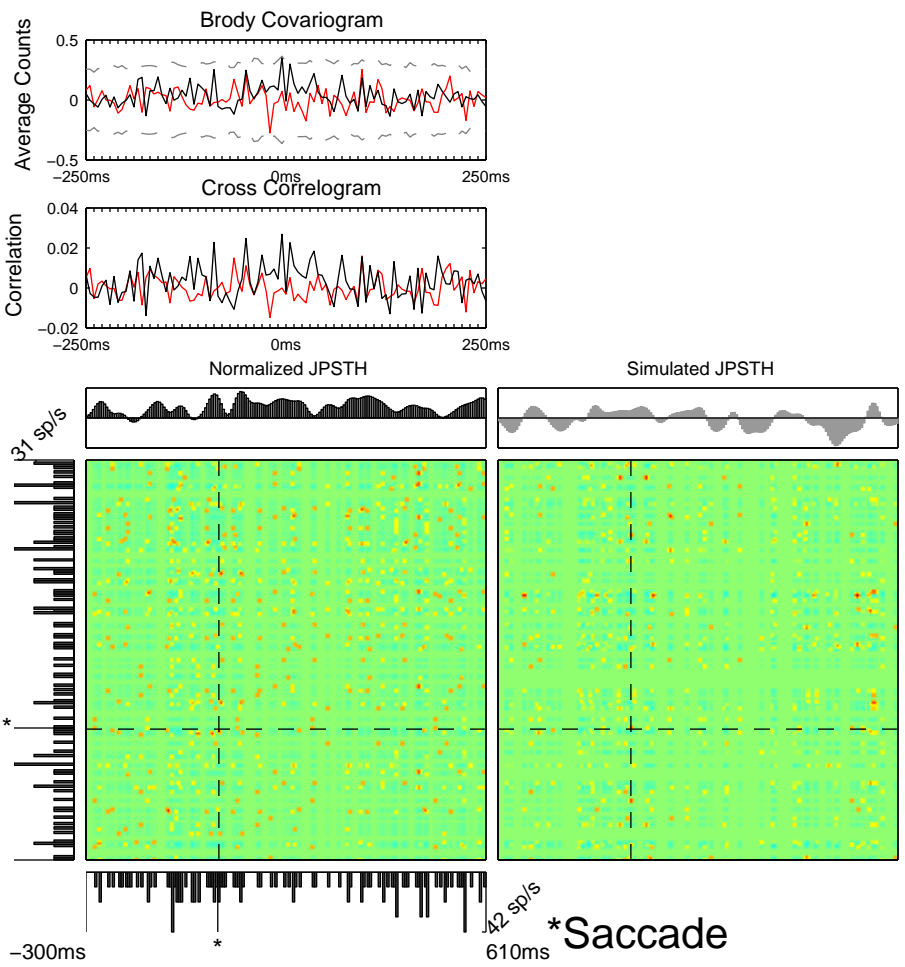 Brody Covariogram
Average Counts
0.5
0
−0.5
−250ms 0ms 250ms
Cross Correlogram
Correlation
0.04
0.02
0
−0.02
−250ms 0ms 250ms
Normalized JPSTH
Simulated JPSTH
31 sp/s
*
42 sp/s
*
*Saccade
−300ms
610ms